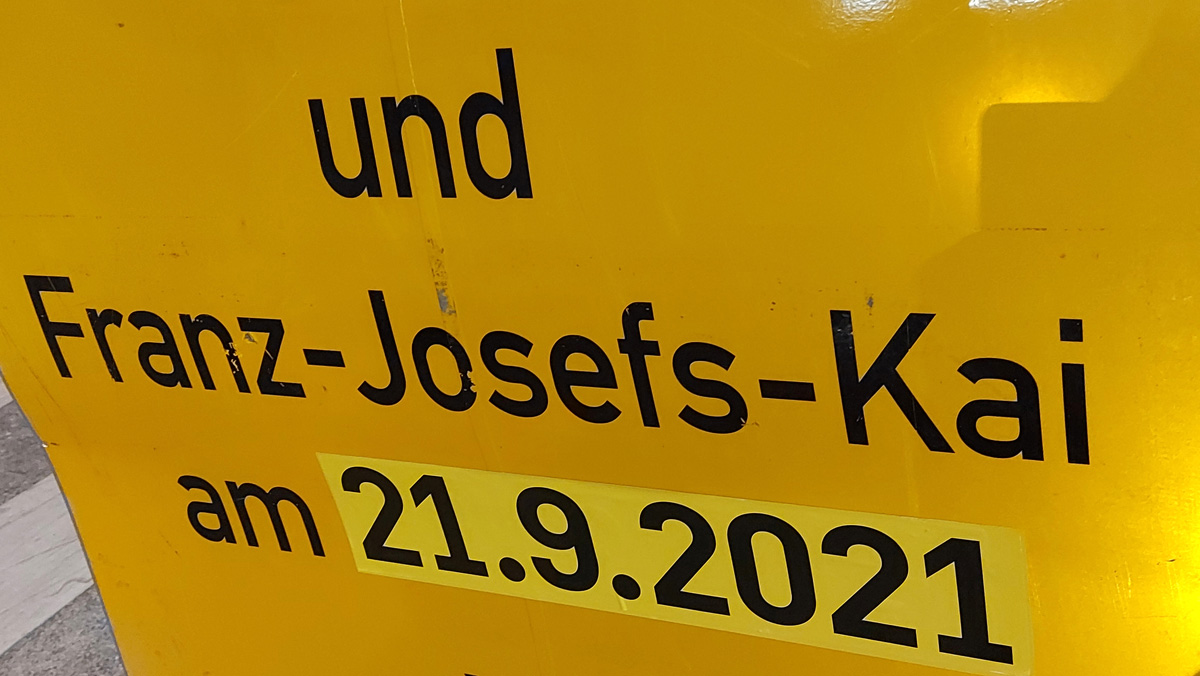 und
Franz-Josefs-Kai
am 21.9.2021